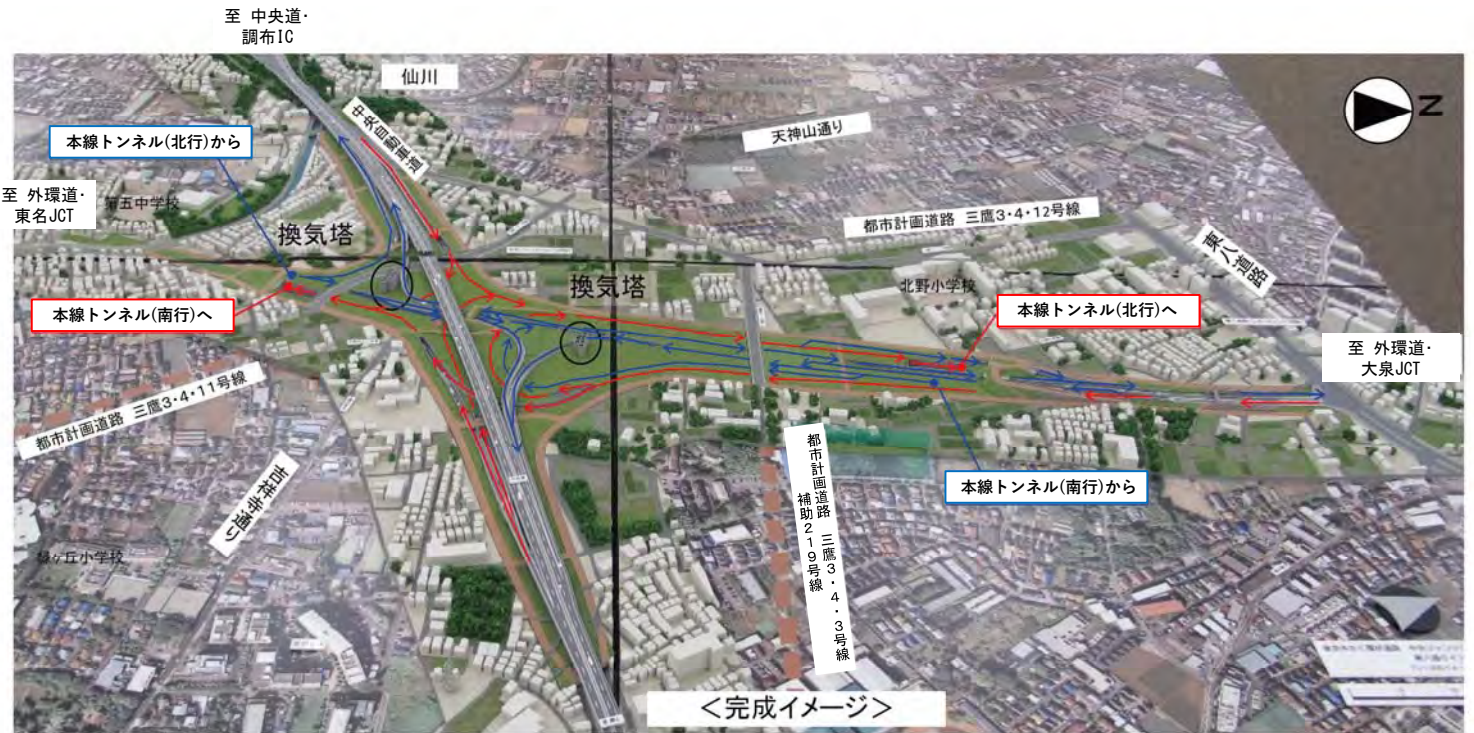 至 中央道・
調布IC
仙川
中央自動車道
天神山通り
N
本線トンネル(北行)から
至 外環道・
東名JCT
第五中学校
換気塔
都市計画道路 三鷹3・4・12号線
東八道路
換気塔
北野小学校
本線トンネル(南行)へ
本線トンネル(北行)へ
至 外環道・
大泉JCT
都市計画道路 三鷹3・4・11号線
吉祥寺通り
都市計画道路 三鷹3・4・3号線
補助219号線
本線トンネル(南行)から
緑ヶ丘小学校
<完成イメージ>